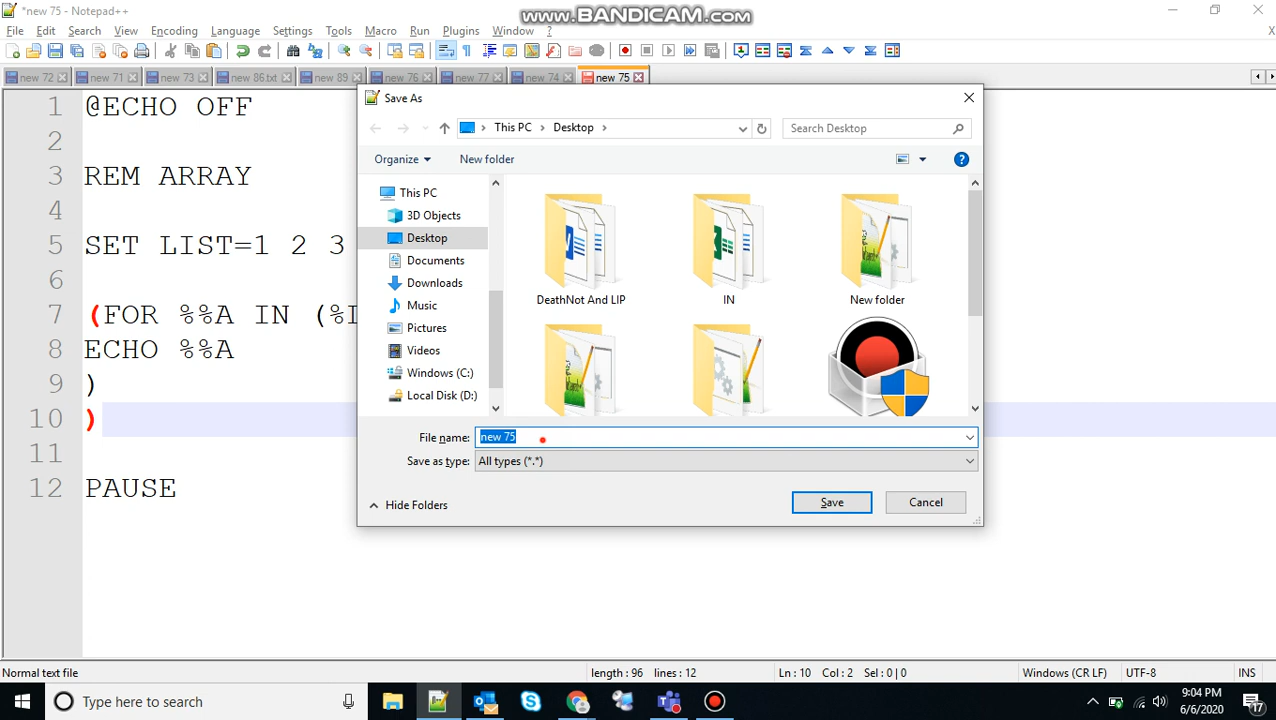 *new 75 - Notepad++
www.BANDICAM.com
File Edit Search View Encoding Language Settings Tools Macro Run Plugins Window ?
new 72 new 71 new 73 new 86.txt new 89 new 76 new 77 new 74 new 75
1 @ECHO OFF
2
3 REM ARRAY
4
5 SET LIST=1 2 3
6
7 (FOR %%A IN (%
8 ECHO %%A
9 )
10 )
11
12 PAUSE
Save As
This PC Desktop
Search Desktop
Organize New folder
This PC
3D Objects
Desktop
Documents
Downloads
Music
Pictures
Videos
Windows (C:)
Local Disk (D:)
DeathNot And LIP
IN
New folder
File name: new 75
Save as type: All types (*.*)
Hide Folders
Save
Cancel
Normal text file
length : 96 lines : 12
Ln : 10 Col : 2 Sel : 0 | 0
Windows (CR LF)
UTF-8
INS
Type here to search
9:04 PM
6/6/2020
17